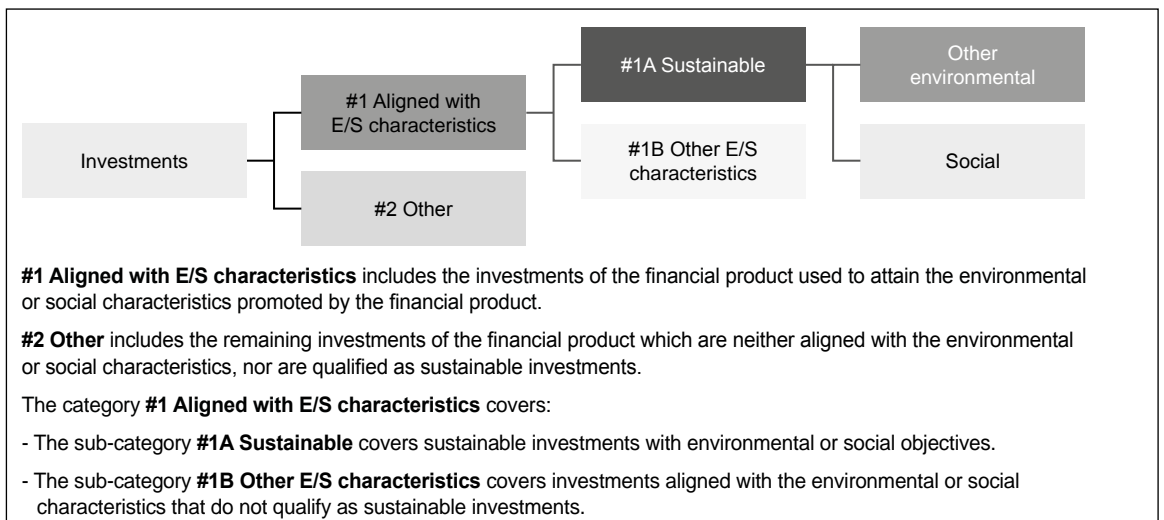 Investments
#1 Aligned with
E/S characteristics
#2 Other
#1A Sustainable
#1B Other E/S
characteristics
Other
environmental
Social
#1 Aligned with E/S characteristics includes the investments of the financial product used to attain the environmental
or social characteristics promoted by the financial product.
#2 Other includes the remaining investments of the financial product which are neither aligned with the environmental
or social characteristics, nor are qualified as sustainable investments.
The category #1 Aligned with E/S characteristics covers:
- The sub-category #1A Sustainable covers sustainable investments with environmental or social objectives.
- The sub-category #1B Other E/S characteristics covers investments aligned with the environmental or social
characteristics that do not qualify as sustainable investments.